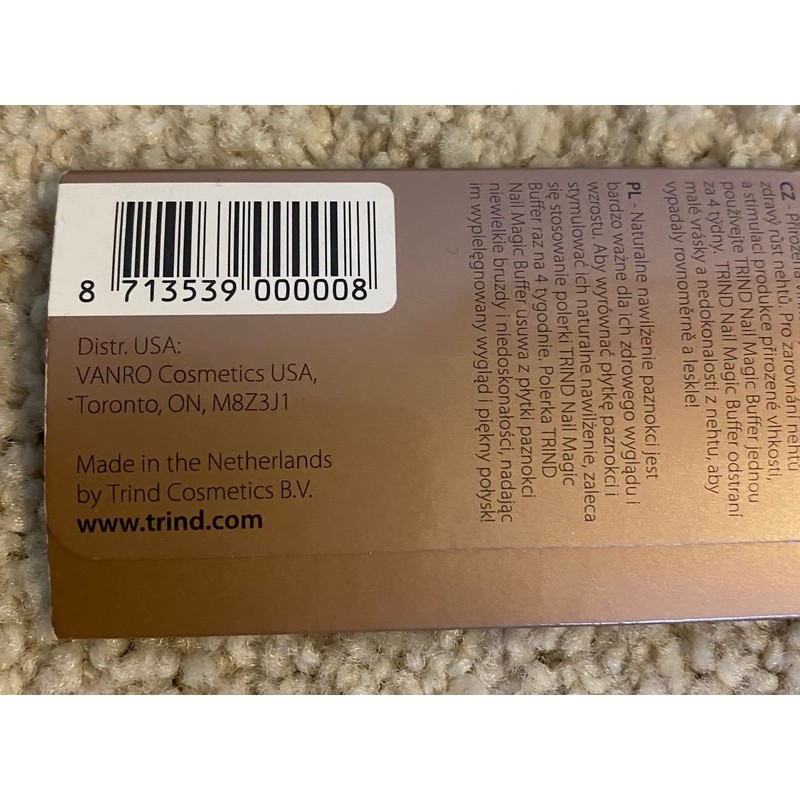 8 713539 000008
Distr. USA:
VANRO Cosmetics USA,
Toronto, ON, M8Z3J1
Made in the Netherlands
by Trind Cosmetics B.V.
www.trind.com
CZ - Přirozená
zdravý růst nehtů. Pro zarovnání nehtů
a stimulaci produkce přirozené vlhkosti,
používejte TRIND Nail Magic Buffer jednou
za 4 týdny. TRIND Nail Magic Buffer odstraní
malé vrásky a nedokonalosti z nehtu, aby
vypadaly rovnoměrně a leskle!
PL - Naturalne nawilżenie paznokci jest
bardzo ważne dla ich zdrowego wyglądu i
wzrostu. Aby wyrównać płytkę paznokci i
stymulować ich naturalne nawilżenie, zaleca
się stosowanie polerki TRIND Nail Magic
Buffer raz na 4 tygodnie. Polerka TRIND
Nail Magic Buffer usuwa z płytki paznokci
niewielkie bruzdy i niedoskonałości, nadając
im wypielęgnowany wygląd i piękny połysk!